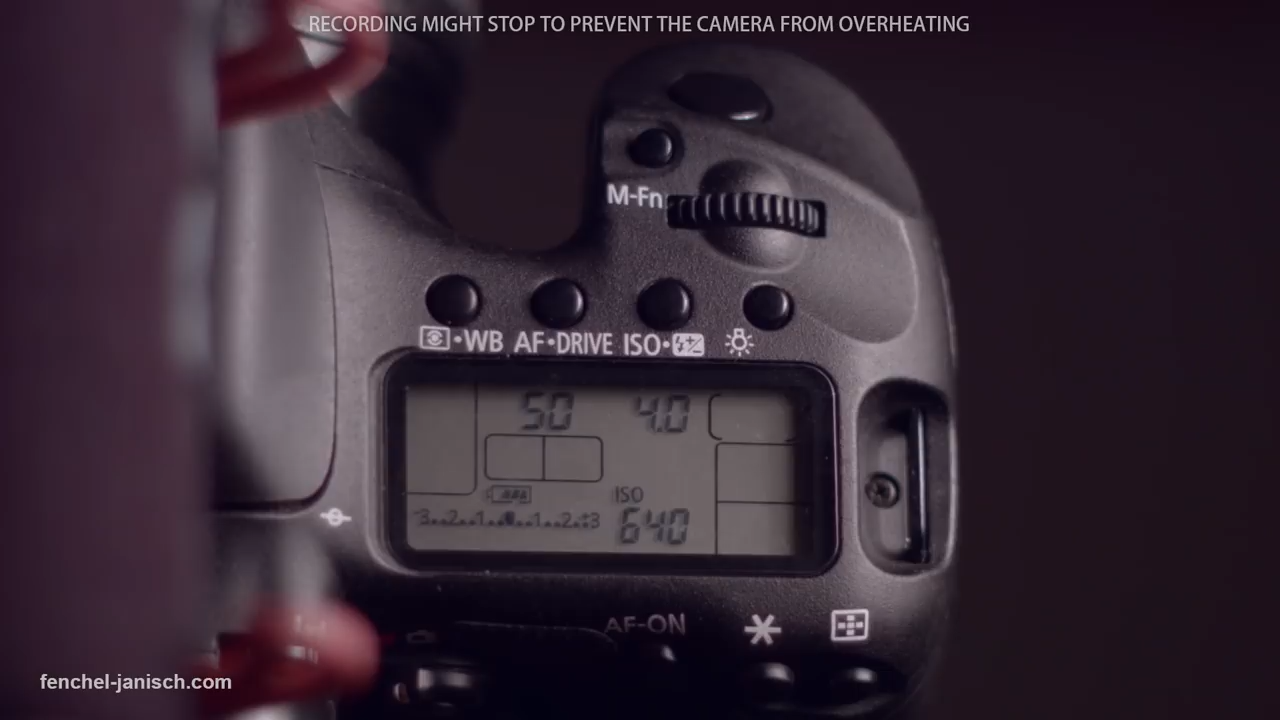 RECORDING MIGHT STOP TO PREVENT THE CAMERA FROM OVERHEATING
M-Fn
WB AF•DRIVE ISO•
50 4.0
ISO
3..2..1..▼..1..2..:3
640
AF-ON
fenchel-janisch.com